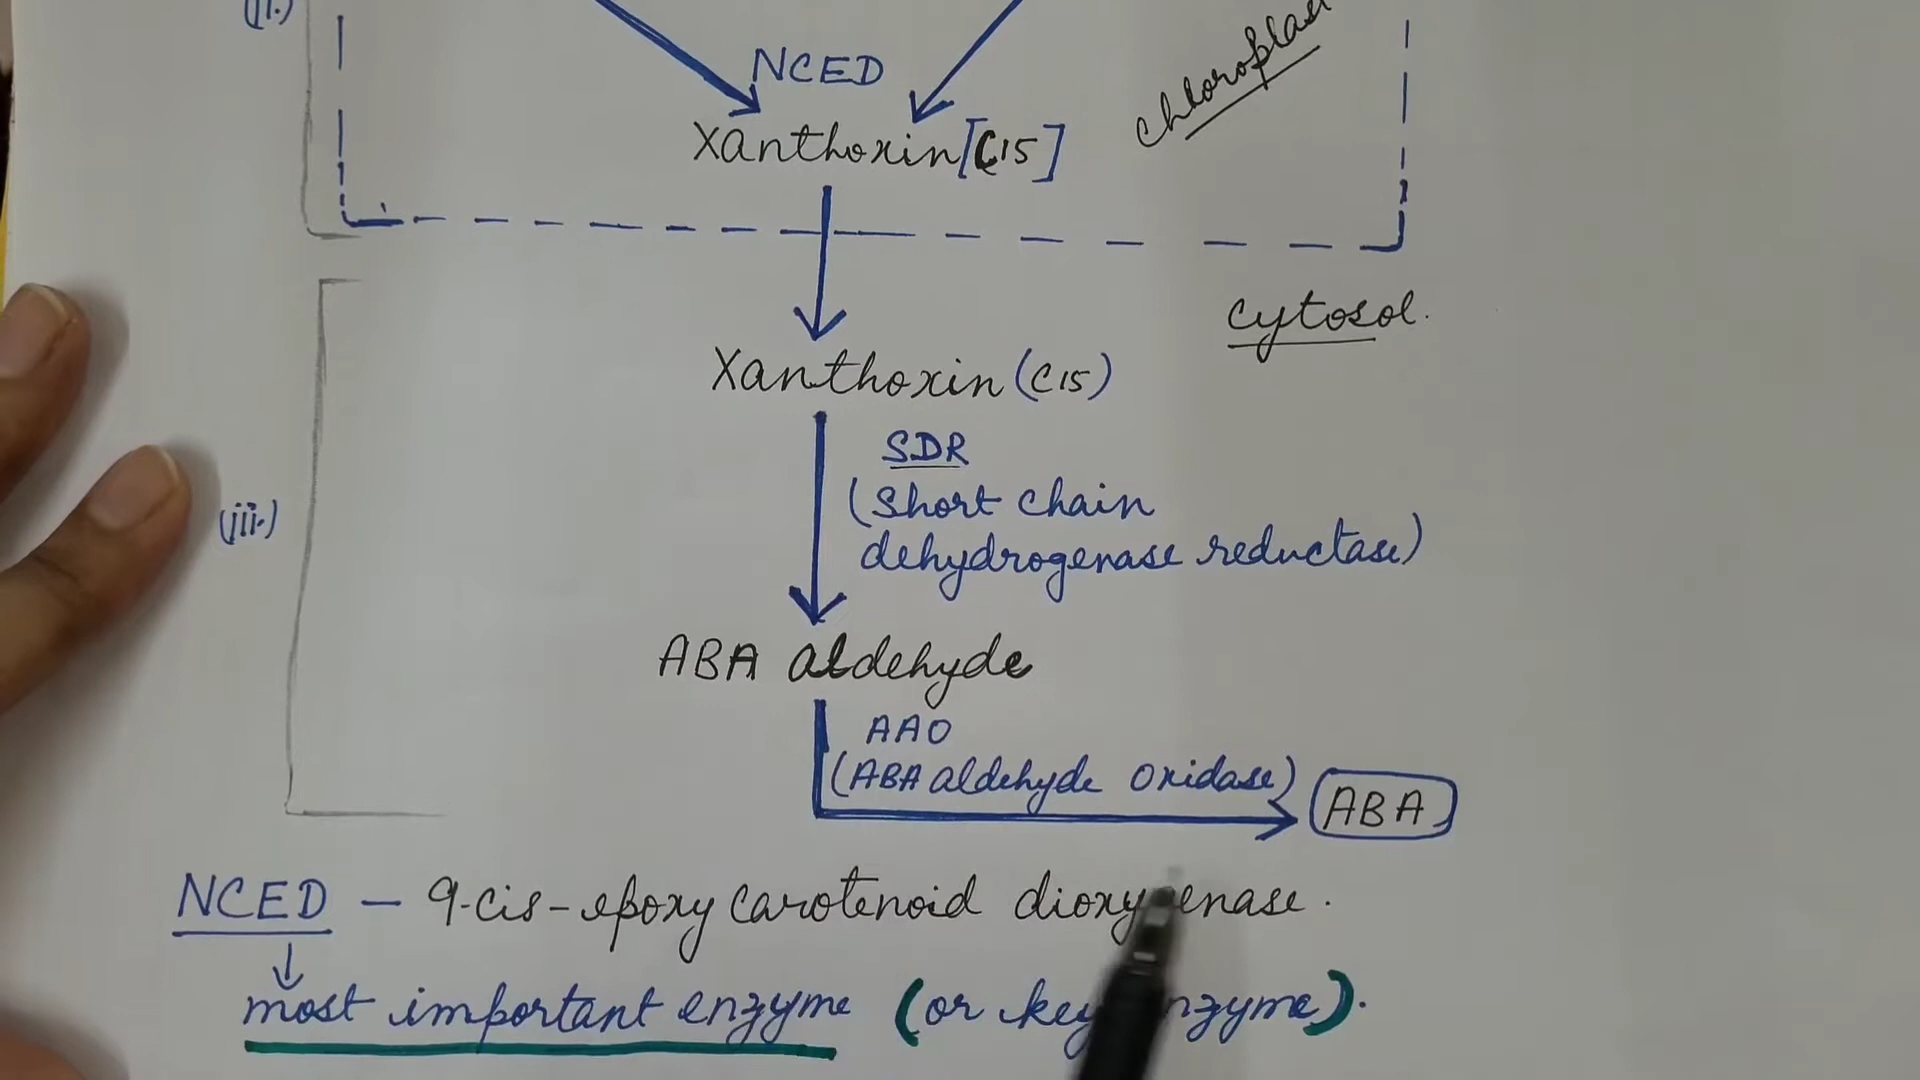 (ii.)
NCED
Chloroplast
Xanthoxin [C15]
Cytosol.
Xanthoxin (C15)
SDR
(Short chain
dehydrogenase reductase)
(iii.)
ABA aldehyde
AAO
(ABA aldehyde oxidase)
ABA
NCED – 9-cis-epoxy carotenoid dioxygenase.
most important enzyme (or key enzyme).